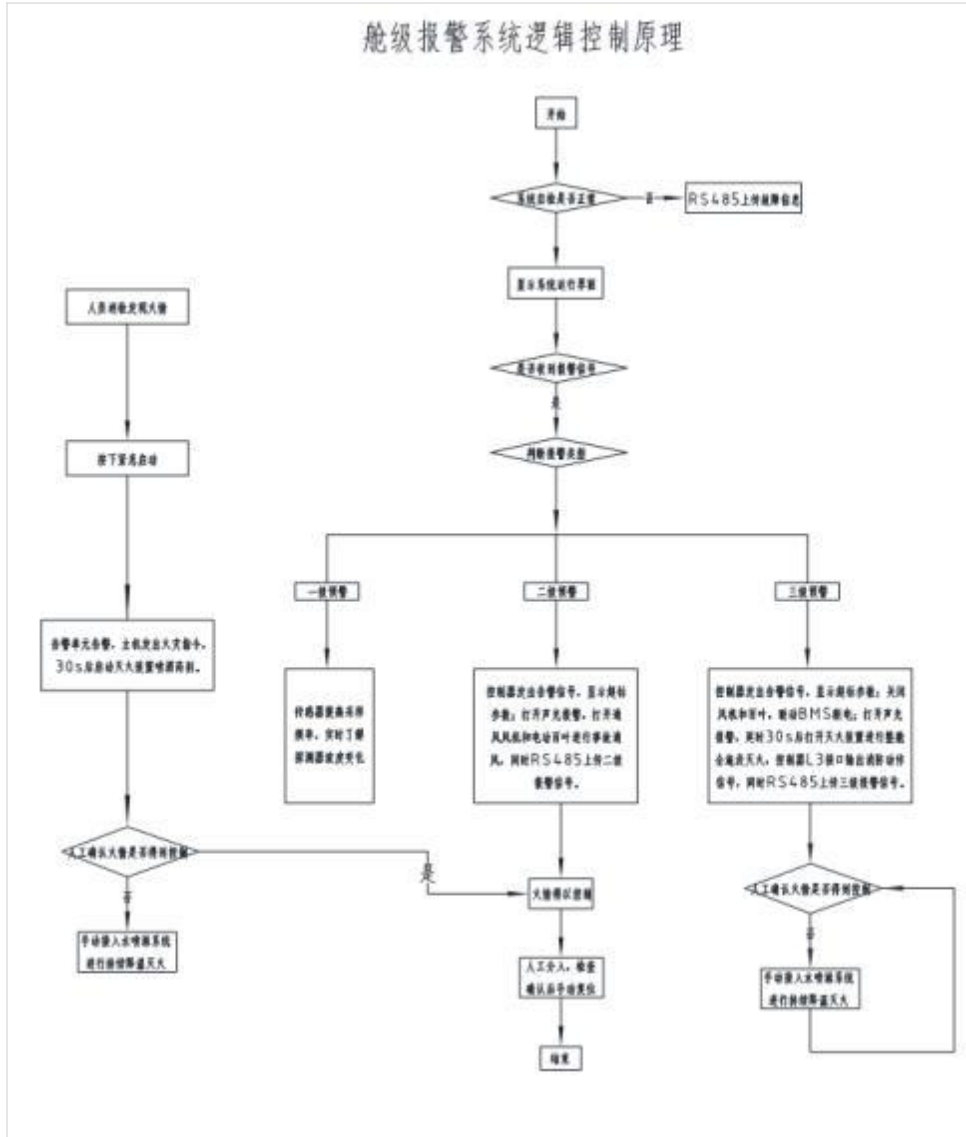 舱级报警系统逻辑控制原理
开始
系统自检是否正常
否
RS485上传故障信息
显示系统运行界面
人员巡检发现火情
是否收到报警信号
是
按下紧急启动
判断报警类型
一级预警
二级预警
三级预警
告警单元告警，主机发出火灾指令，
30s后启动灭火装置喷洒药剂。
传感器提高采样
频率，实时了解
探测器浓度变化
控制器发出告警信号，显示超标
参数；打开声光报警，打开通
风风机和电动百叶进行事故通
风，同时RS485上传二级
报警信号。
控制器发出告警信号，显示超标参数；关闭
风机和百叶，联动BMS断电；打开声光
报警，延时30s后打开灭火装置进行整舱
全淹没灭火，控制器L3接口输出消防动作
信号，同时RS485上传三级报警信号。
人工确认火情是否得到控制
是
否
火情得以控制
人工确认火情是否得到控制
否
手动接入水喷淋系统
进行持续降温灭火
人工介入，检查
确认后手动复位
手动接入水喷淋系统
进行持续降温灭火
结束